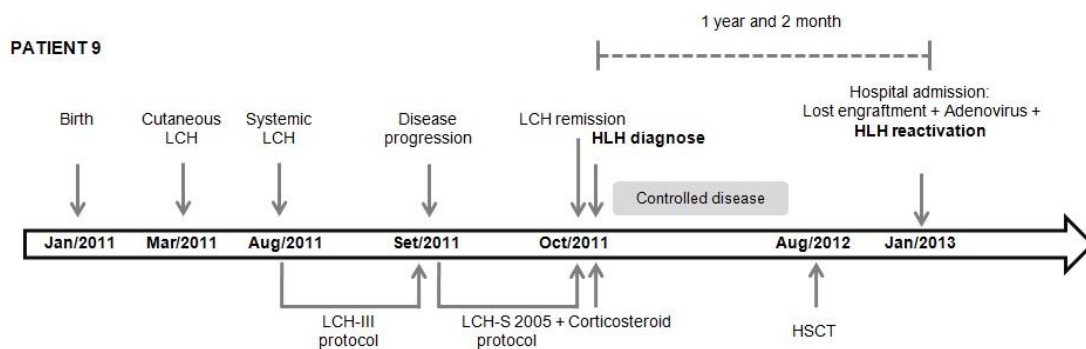 1 year and 2 month
PATIENT 9
Hospital admission:
Lost engraftment + Adenovirus +
HLH reactivation
Birth
Cutaneous
LCH
Systemic
LCH
Disease
progression
LCH remission
HLH diagnose
Controlled disease
Jan/2011
Mar/2011
Aug/2011
Set/2011
Oct/2011
Aug/2012
Jan/2013
LCH-III
protocol
LCH-S 2005 + Corticosteroid
protocol
HSCT